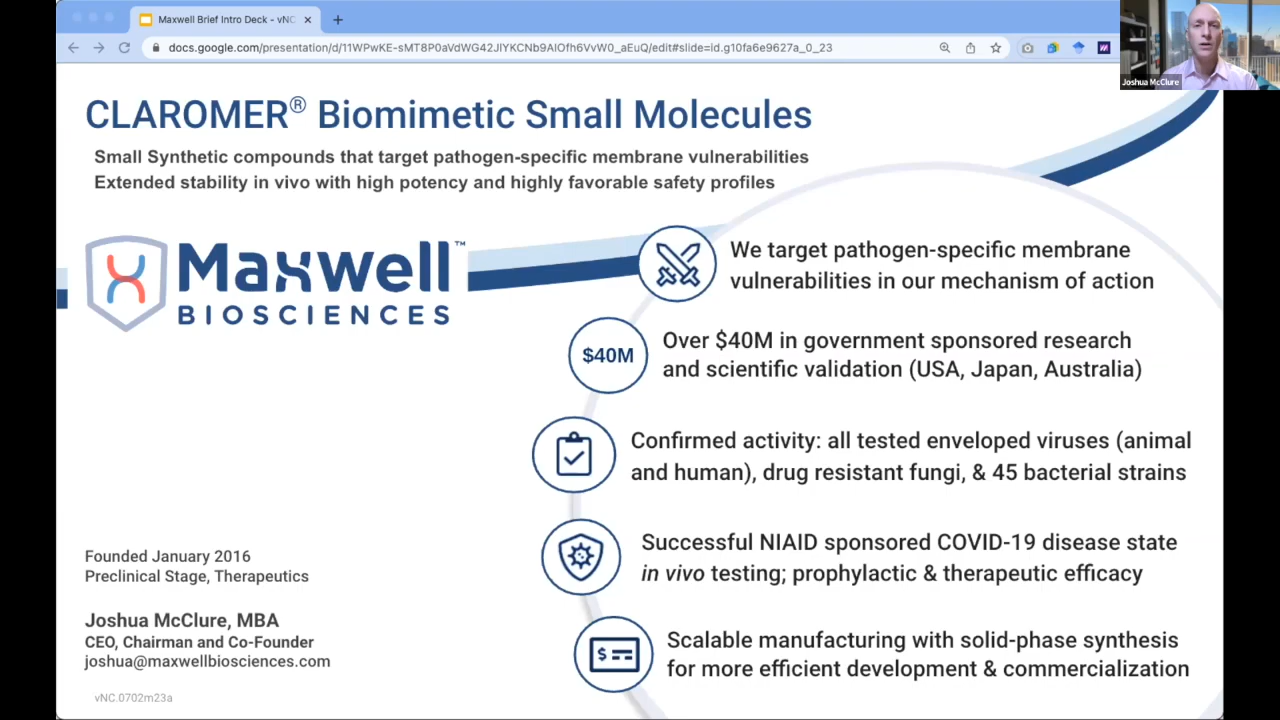 Maxwell Brief Intro Deck - vNC
docs.google.com/presentation/d/11WPwKE-sMT8P0aVdWG42JIYKCNb9AIOfh6VvW0_aEuQ/edit#slide=id.g10fa6e9627a_0_23
Joshua McClure
CLAROMER® Biomimetic Small Molecules
Small Synthetic compounds that target pathogen-specific membrane vulnerabilities
Extended stability in vivo with high potency and highly favorable safety profiles
Maxwell™
BIOSCIENCES
We target pathogen-specific membrane
vulnerabilities in our mechanism of action
$40M
Over $40M in government sponsored research
and scientific validation (USA, Japan, Australia)
Confirmed activity: all tested enveloped viruses (animal
and human), drug resistant fungi, & 45 bacterial strains
Successful NIAID sponsored COVID-19 disease state
in vivo testing; prophylactic & therapeutic efficacy
$
Scalable manufacturing with solid-phase synthesis
for more efficient development & commercialization
Founded January 2016
Preclinical Stage, Therapeutics
Joshua McClure, MBA
CEO, Chairman and Co-Founder
joshua@maxwellbiosciences.com
vNC.0702m23a